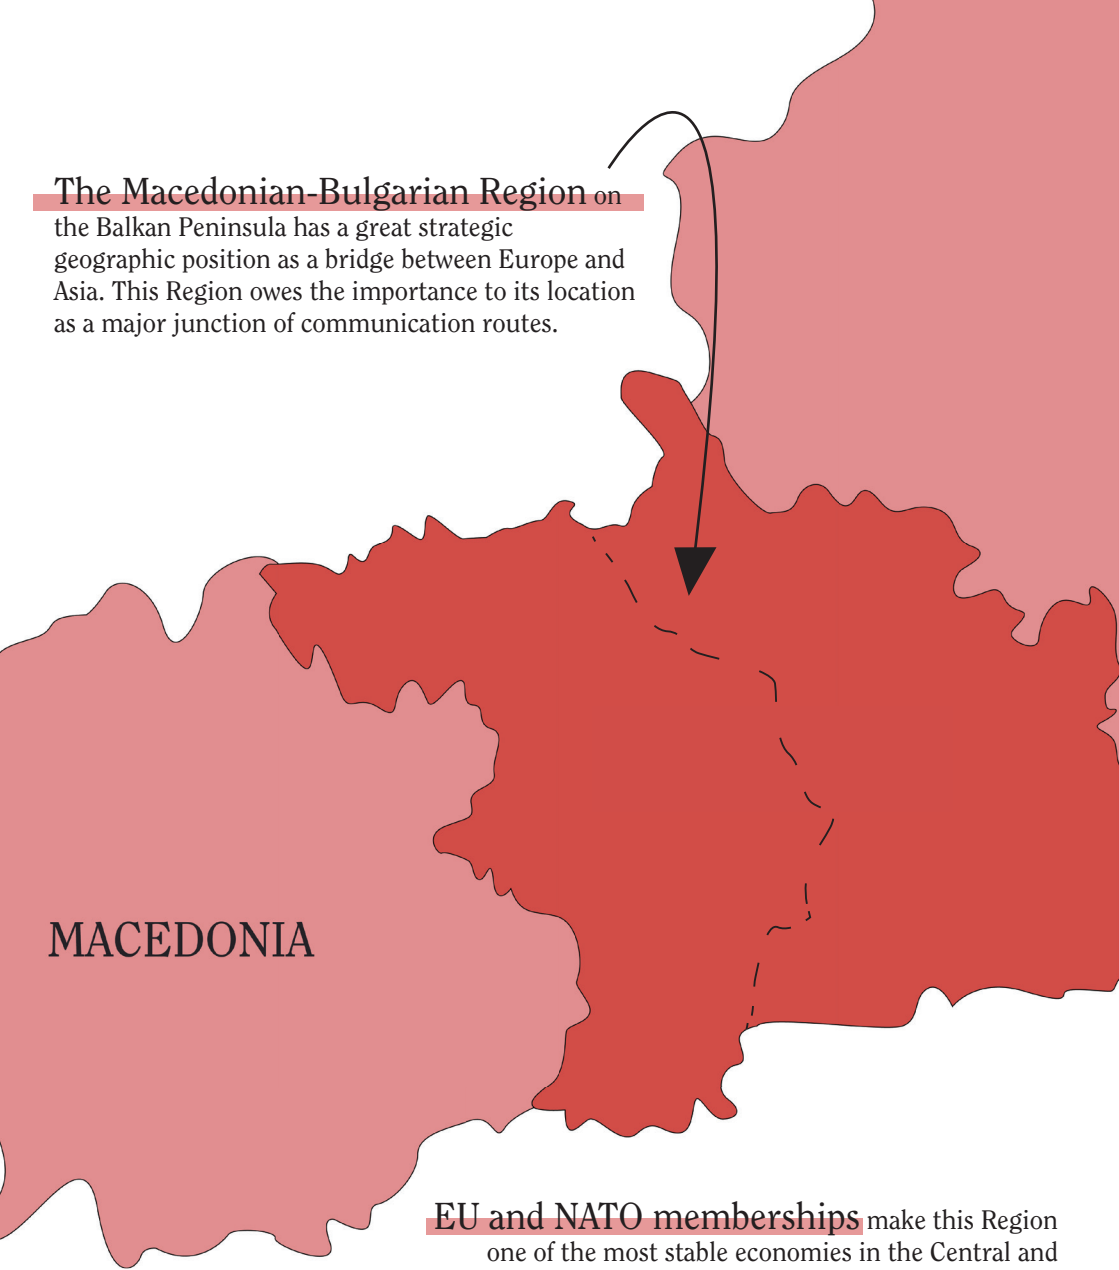 The Macedonian-Bulgarian Region on
the Balkan Peninsula has a great strategic
geographic position as a bridge between Europe and
Asia. This Region owes the importance to its location
as a major junction of communication routes.
MACEDONIA
EU and NATO memberships make this Region
one of the most stable economies in the Central and